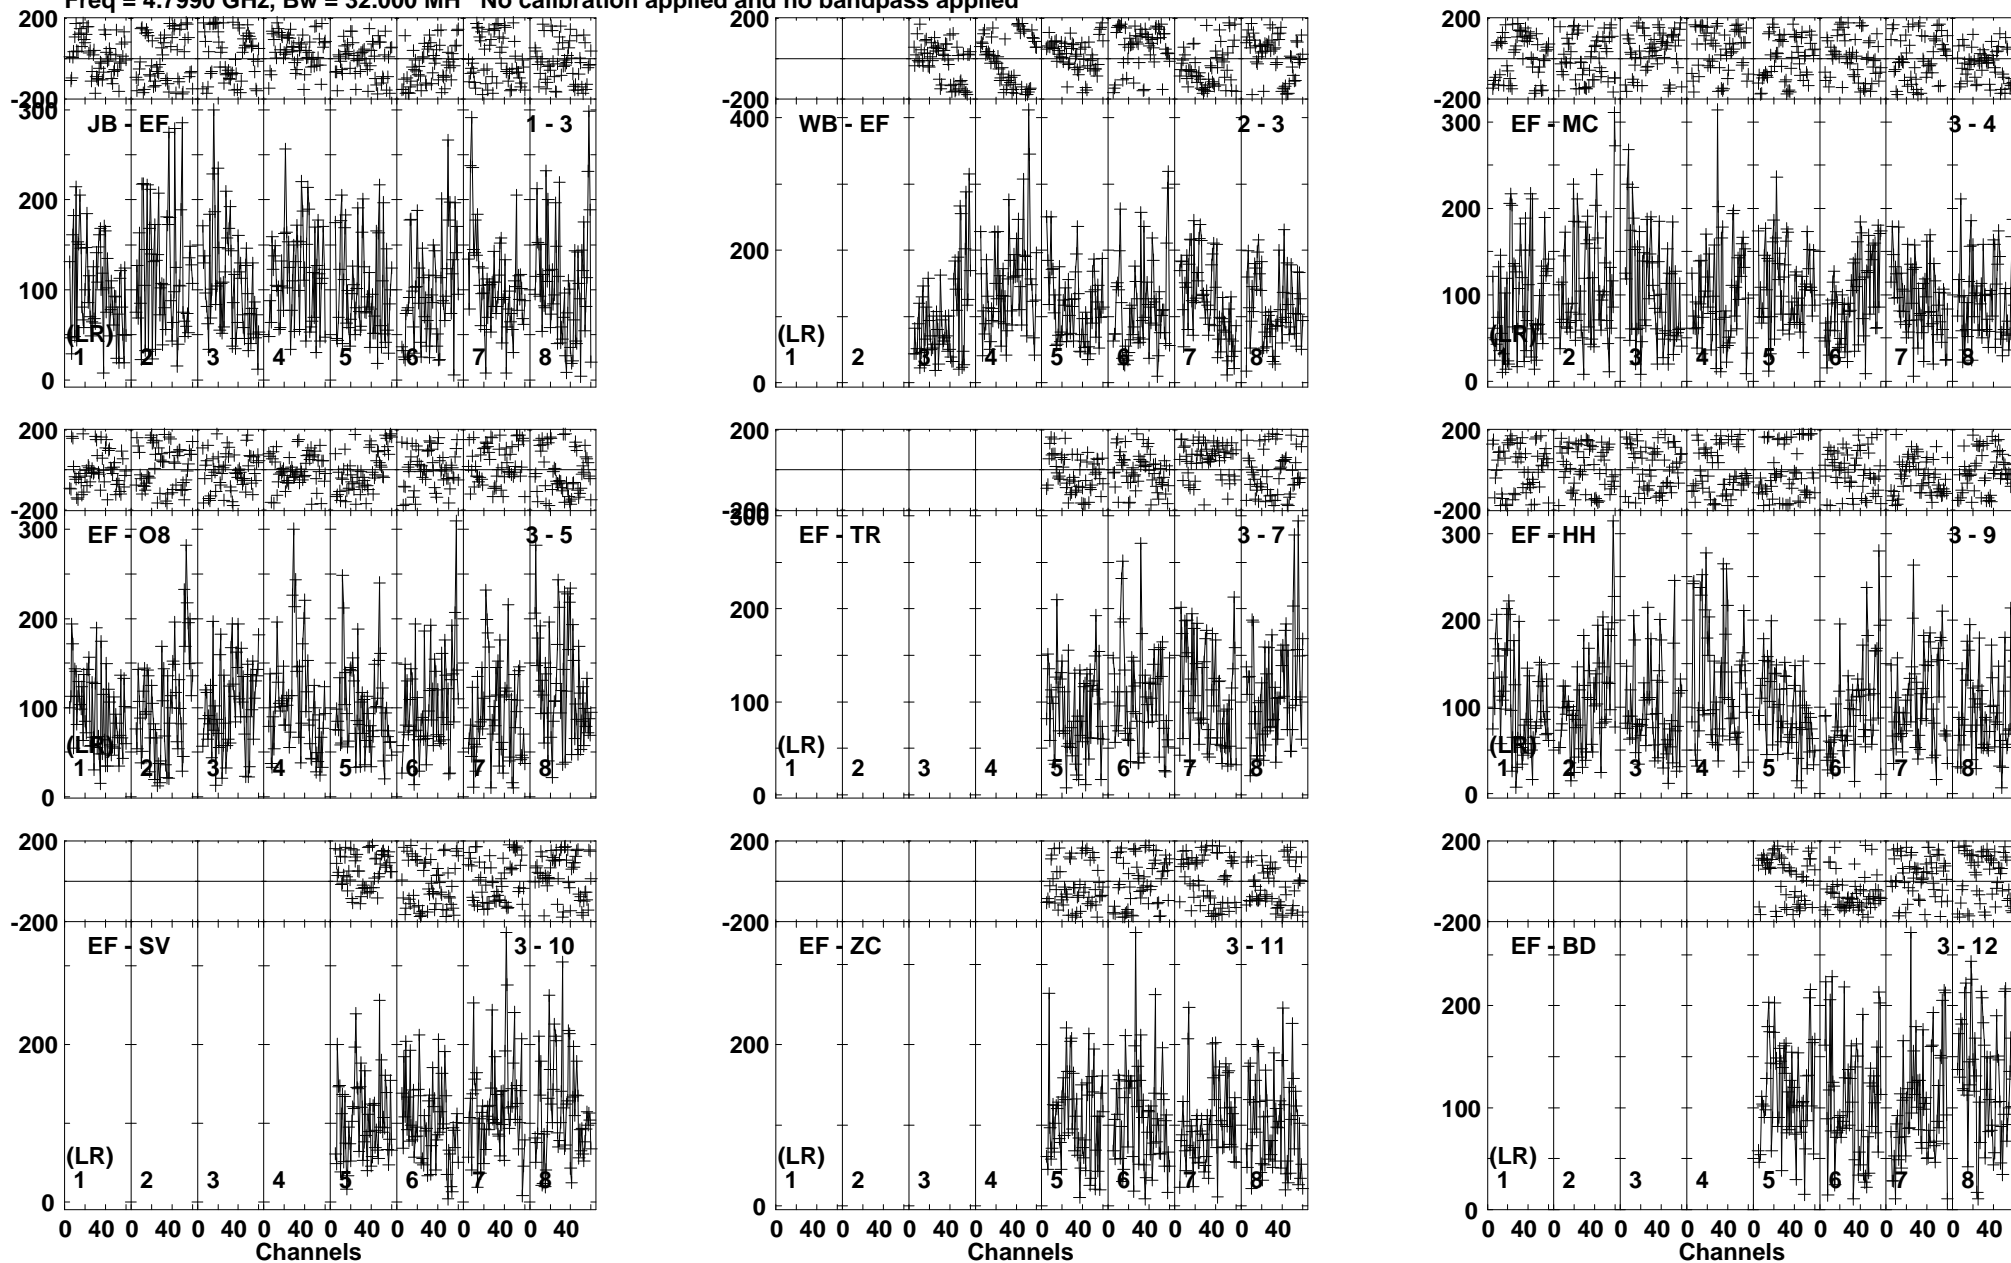 Freq = 4.7990 GHz, Bw = 32.000 MH No calibration applied and no bandpass applied
200 200 200
-200 -200 -200
300 400 300
JB - EF 1 - 3 WB - EF 2 - 3 EF - MC 3 - 4
200 200 200
100 100
(LR) (LR) (LR)
1 2 3 4 5 6 7 8 1 2 3 4 5 6 7 8 1 2 3 4 5 6 7 8
0 0 0
200 200 200
-200 -200 -200
300 300 300
EF - O8 3 - 5 EF - TR 3 - 7 EF - HH 3 - 9
200 200 200
100 100 100
(LR) (LR) (LR)
1 2 3 4 5 6 7 8 1 2 3 4 5 6 7 8 1 2 3 4 5 6 7 8
0 0 0
200 200 200
-200 -200 -200
EF - SV 3 - 10 EF - ZC 3 - 11 EF - BD 3 - 12
200 200 200
100
(LR) (LR) (LR)
1 2 3 4 5 6 7 8 1 2 3 4 5 6 7 8 1 2 3 4 5 6 7 8
0 0 0
0 40 0 40 0 40 0 40 0 40 0 40 0 40 0 40 0 40 0 40 0 40 0 40 0 40 0 40 0 40 0 40 0 40 0 40 0 40 0 40 0 40 0 40 0 40 0 40
Channels Channels Channels